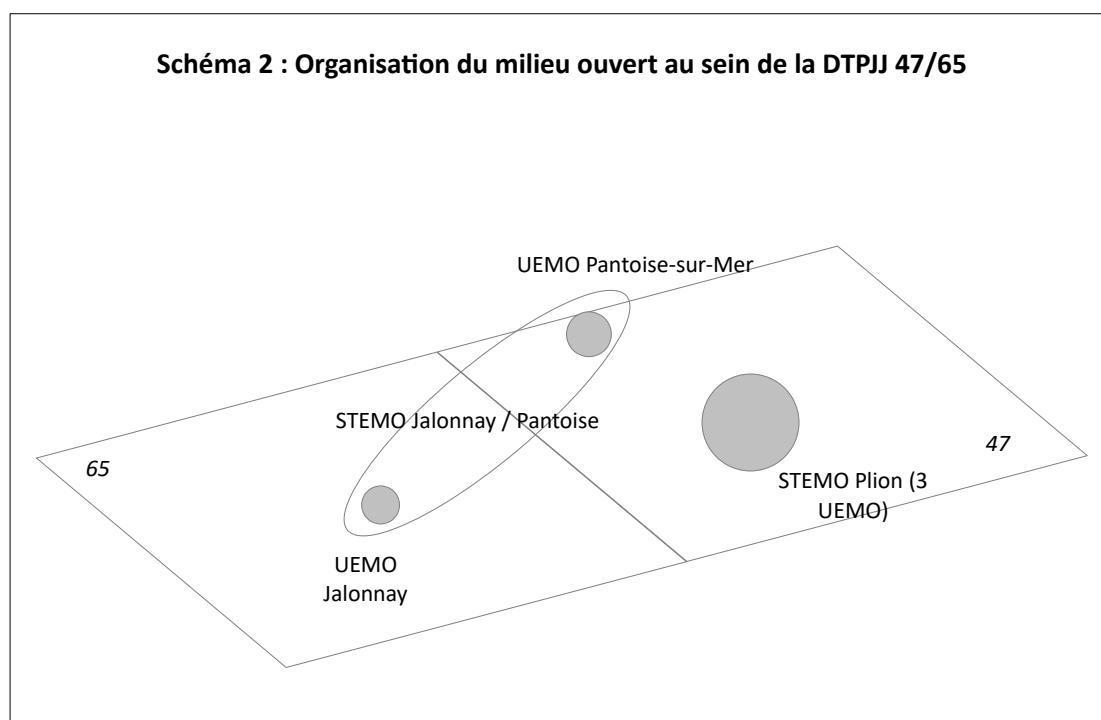 Schéma 2 : Organisation du milieu ouvert au sein de la DTPJJ 47/65
UEMO Pantoise-sur-Mer
STEMO Jalonnay / Pantoise
65
47
STEMO Plion (3
UEMO)
UEMO
Jalonnay